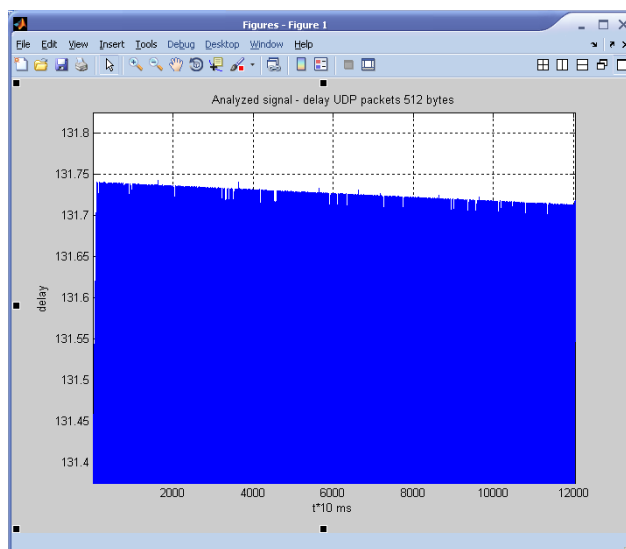 Figures - Figure 1
File Edit View Insert Tools Debug Desktop Window Help
Analyzed signal - delay UDP packets 512 bytes
131.8
131.75
131.7
131.65
131.6
131.55
131.5
131.45
131.4
delay
2000 4000 6000 8000 10000 12000
t*10 ms